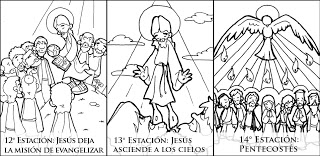 12ª Estación: Jesús deja
la misión de evangelizar
13ª Estación: Jesús
asciende a los cielos
14ª Estación:
Pentecostés